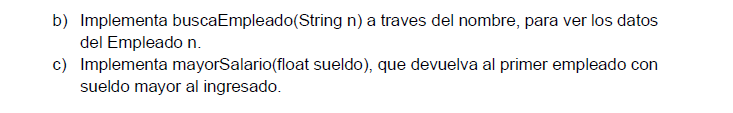 b) Implementa buscaEmpleado(String n) a traves del nombre, para ver los datos
del Empleado n.
c) Implementa mayorSalario(float sueldo), que devuelva al primer empleado con
sueldo mayor al ingresado.